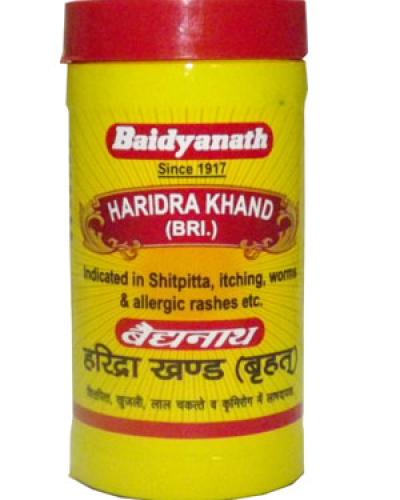 Baidyanath
Since 1917
HARIDRA KHAND
(BRI.)
Indicated in Shitpitta, itching, worms
& allergic rashes etc.
बैद्यनाथ
हरिद्रा खण्ड (बृहत्)
शितपित्त, खुजली, लाल चकत्ते व कृमिरोग में लाभदायक